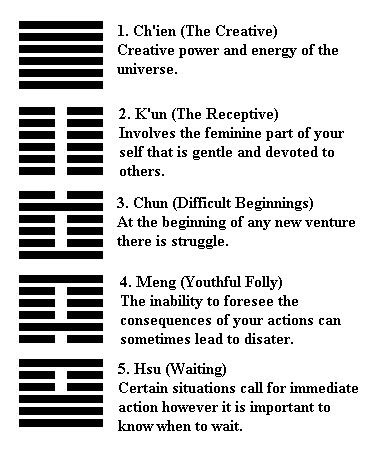 1. Ch'ien (The Creative)
Creative power and energy of the
universe.
2. K'un (The Receptive)
Involves the feminine part of your
self that is gentle and devoted to
others.
3. Chun (Difficult Beginnings)
At the beginning of any new venture
there is struggle.
4. Meng (Youthful Folly)
The inability to foresee the
consequences of your actions can
sometimes lead to disater.
5. Hsu (Waiting)
Certain situations call for immediate
action however it is important to
know when to wait.